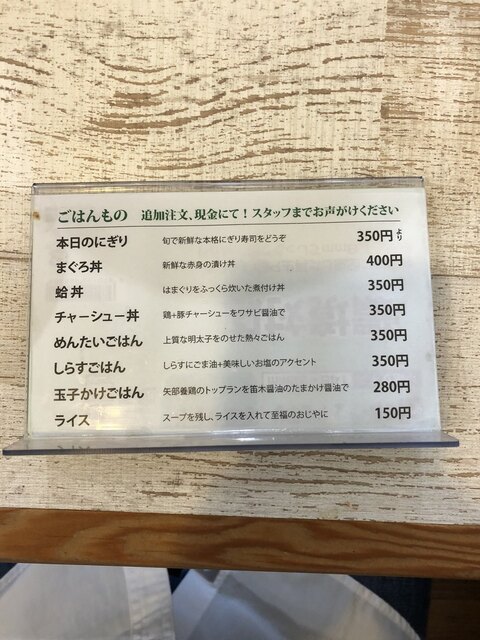 ごはんもの 追加注文、現金にて！スタッフまでお声がけください
本日のにぎり 旬で新鮮な本格にぎり寿司をどうぞ 350円より
まぐろ丼 新鮮な赤身の漬け丼 400円
蛤丼 はまぐりをふっくら炊いた煮付け丼 350円
チャーシュー丼 鶏+豚チャーシューをワサビ醤油で 350円
めんたいごはん 上質な明太子をのせた熱々ごはん 350円
しらすごはん しらすにごま油+美味しいお塩のアクセント 350円
玉子かけごはん 矢部養鶏のトップランを笛木醤油のたまかけ醤油で 280円
ライス スープを残し、ライスを入れて至福のおじやに 150円